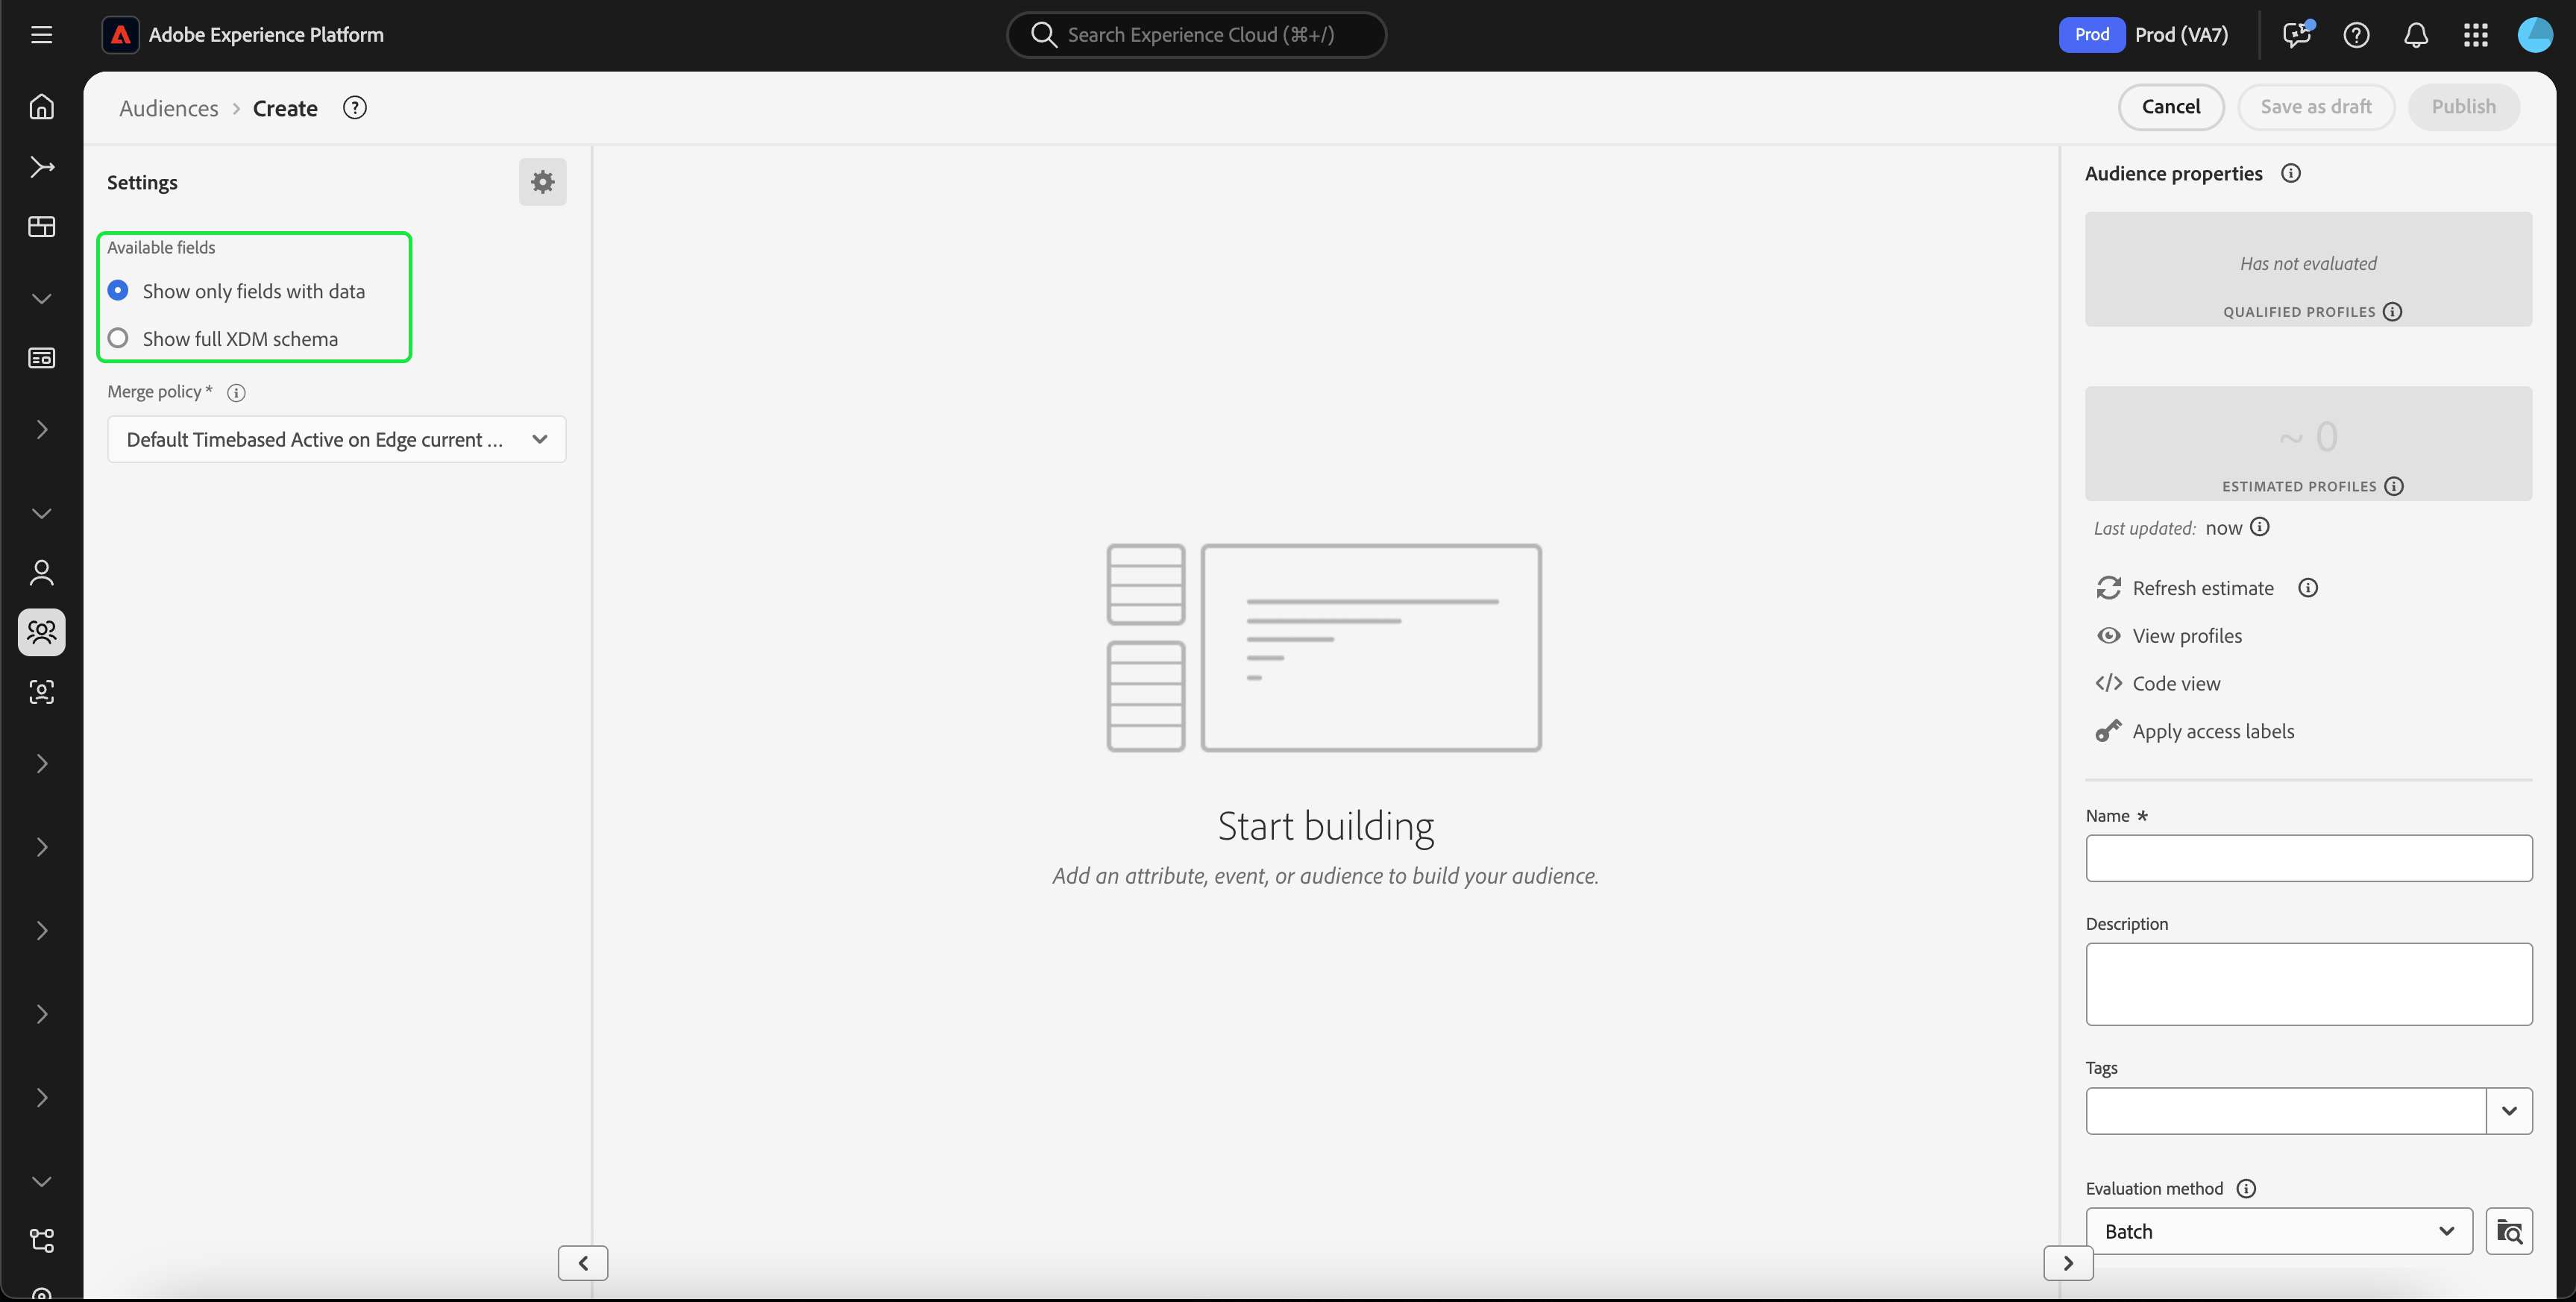 Adobe Experience Platform
Search Experience Cloud (⌘+/)
Prod
Prod (VA7)
Audiences > Create
Cancel
Save as draft
Publish
Settings
Available fields
Show only fields with data
Show full XDM schema
Merge policy *
Default Timebased Active on Edge current ...
Start building
Add an attribute, event, or audience to build your audience.
Audience properties
Has not evaluated
QUALIFIED PROFILES
~ 0
ESTIMATED PROFILES
Last updated: now
Refresh estimate
View profiles
Code view
Apply access labels
Name *
Description
Tags
Evaluation method
Batch